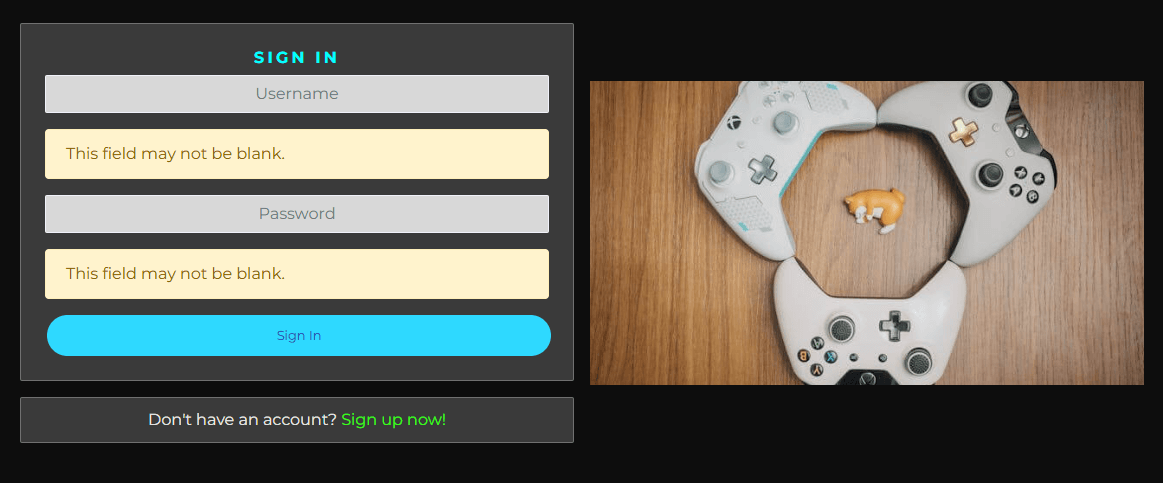 SIGN IN
Username
This field may not be blank.
Password
This field may not be blank.
Sign In
Don't have an account? Sign up now!
A
B
X
Y